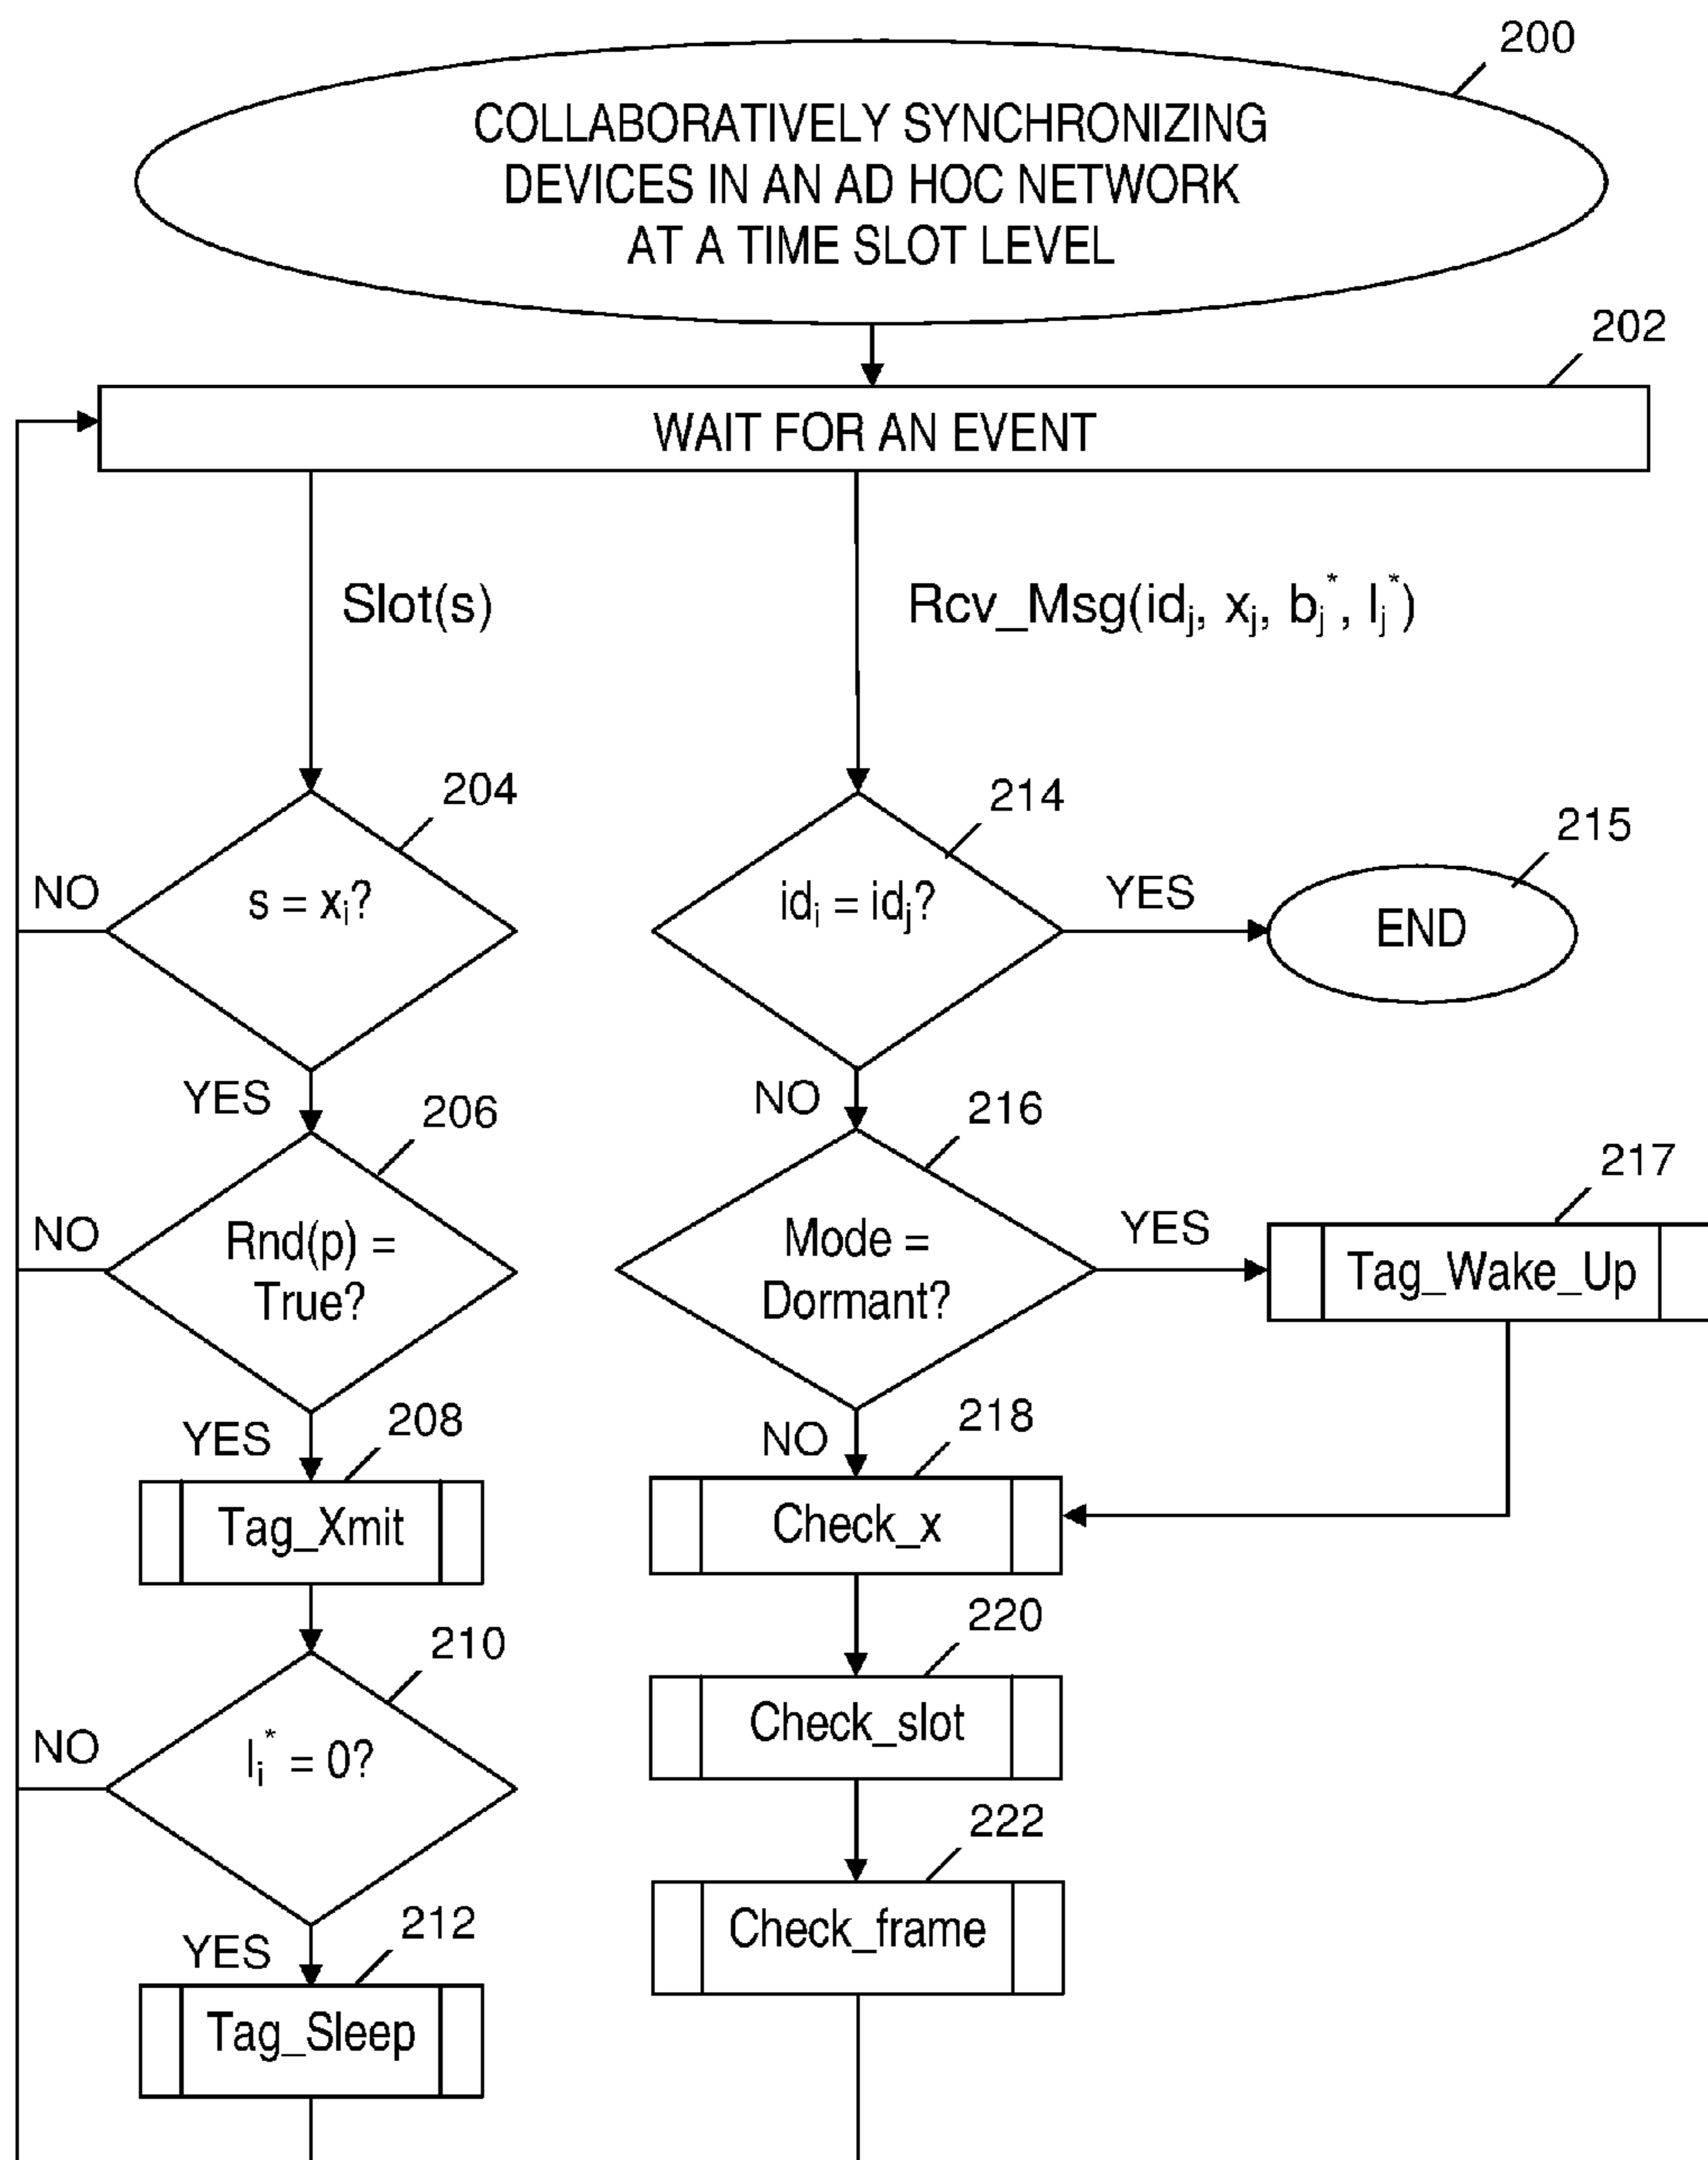 200
COLLABORATIVELY SYNCHRONIZING
DEVICES IN AN AD HOC NETWORK
AT A TIME SLOT LEVEL
202
WAIT FOR AN EVENT
Slot(s)
Rcv_Msg(idj, xj, bj*, lj*)
204
s = xi?
NO
YES
214
idi = idj?
YES
NO
215
END
206
Rnd(p) =
True?
NO
YES
216
Mode =
Dormant?
YES
NO
217
Tag_Wake_Up
208
Tag_Xmit
218
Check_x
210
li* = 0?
NO
YES
220
Check_slot
222
Check_frame
212
Tag_Sleep